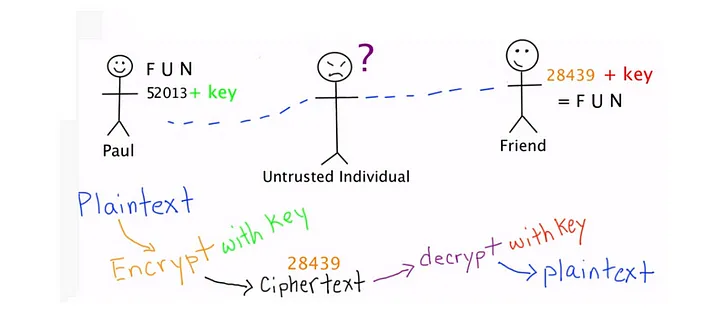 F U N
52013 + key
Paul
?
Untrusted Individual
28439 + key
= F U N
Friend
Plaintext
Encrypt with key
28439
Ciphertext
decrypt with key
plaintext